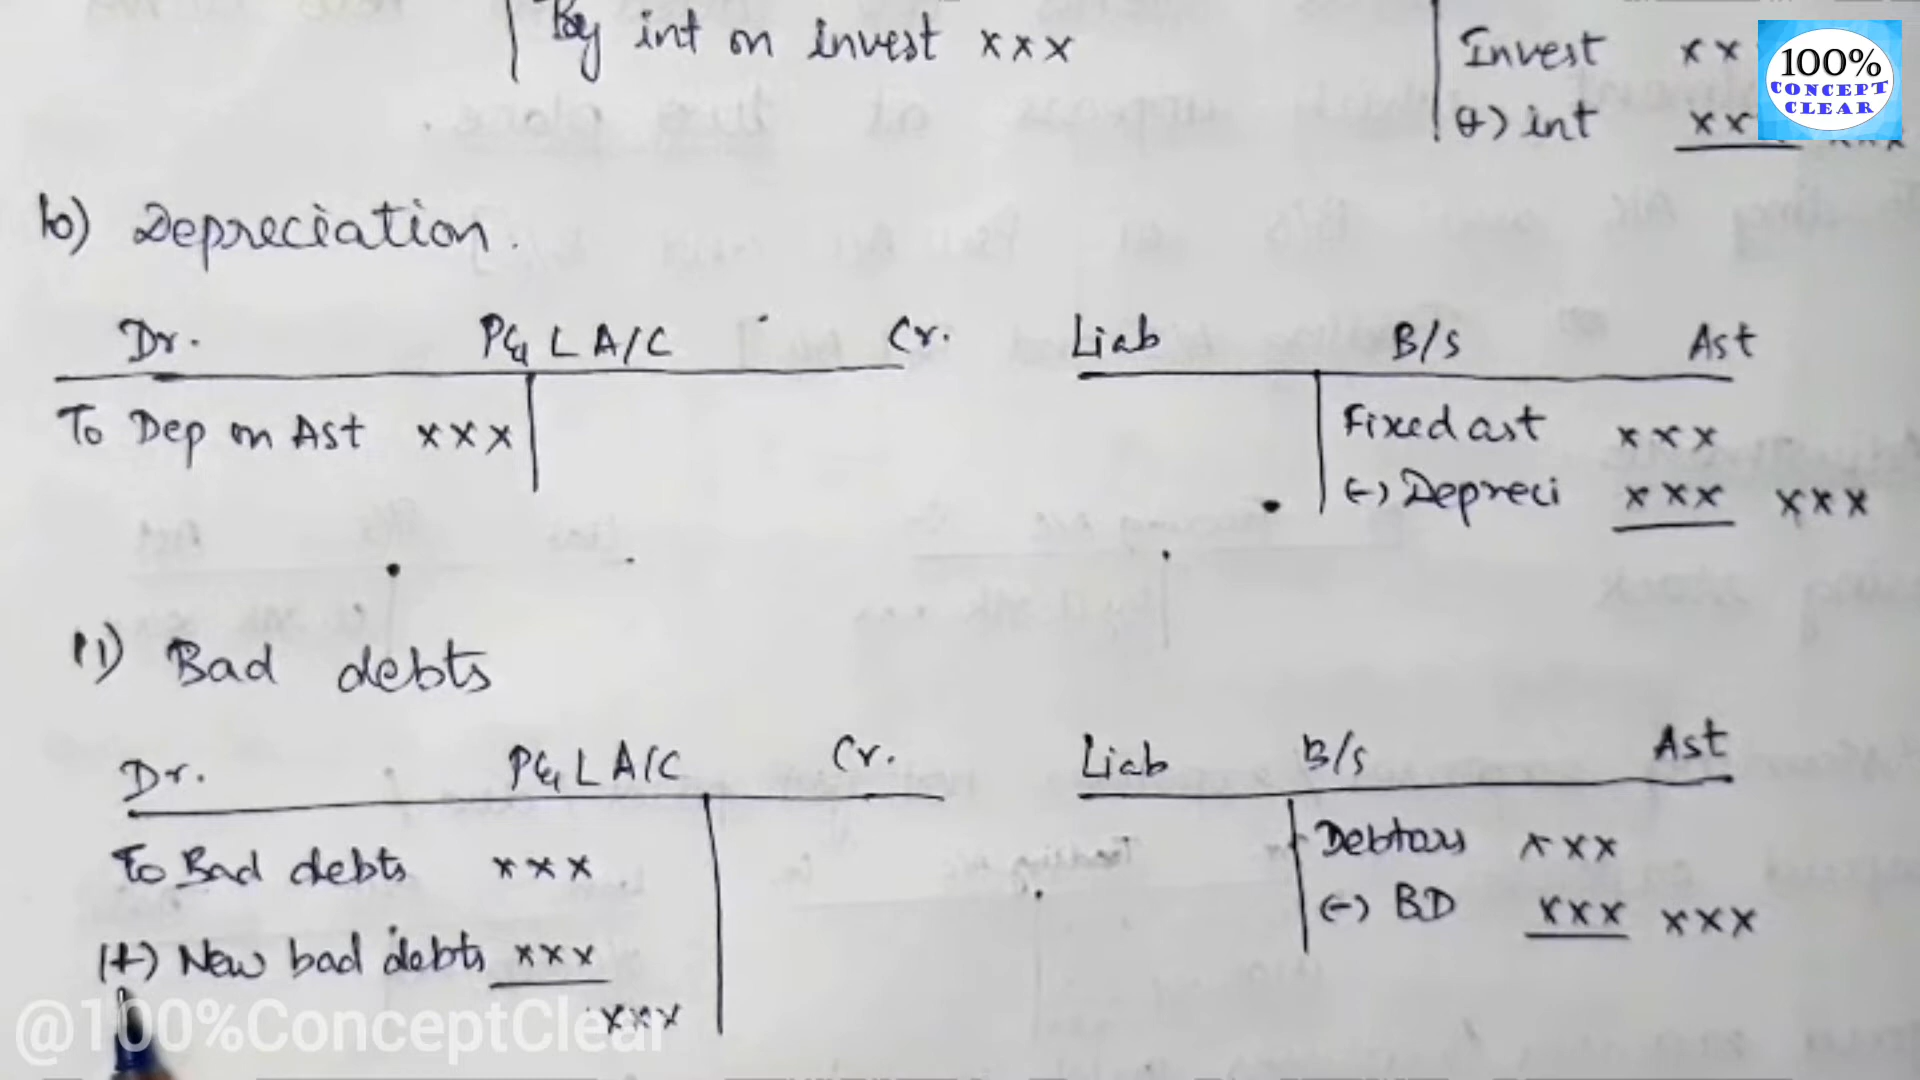 By int on invest xxx
Invest xx
(+) int xx
100%
CONCEPT
CLEAR
10) Depreciation.
Dr. P&L A/C Cr.
To Dep on Ast xxx
Liab B/S Ast
Fixed ast xxx
(-) Depreci xxx xxx
11) Bad debts
Dr. P&L A/C Cr.
To Bad debts xxx
(+) New bad debts xxx
xxx
Liab B/S Ast
Debtors xxx
(-) BD xxx xxx
@100%ConceptClear